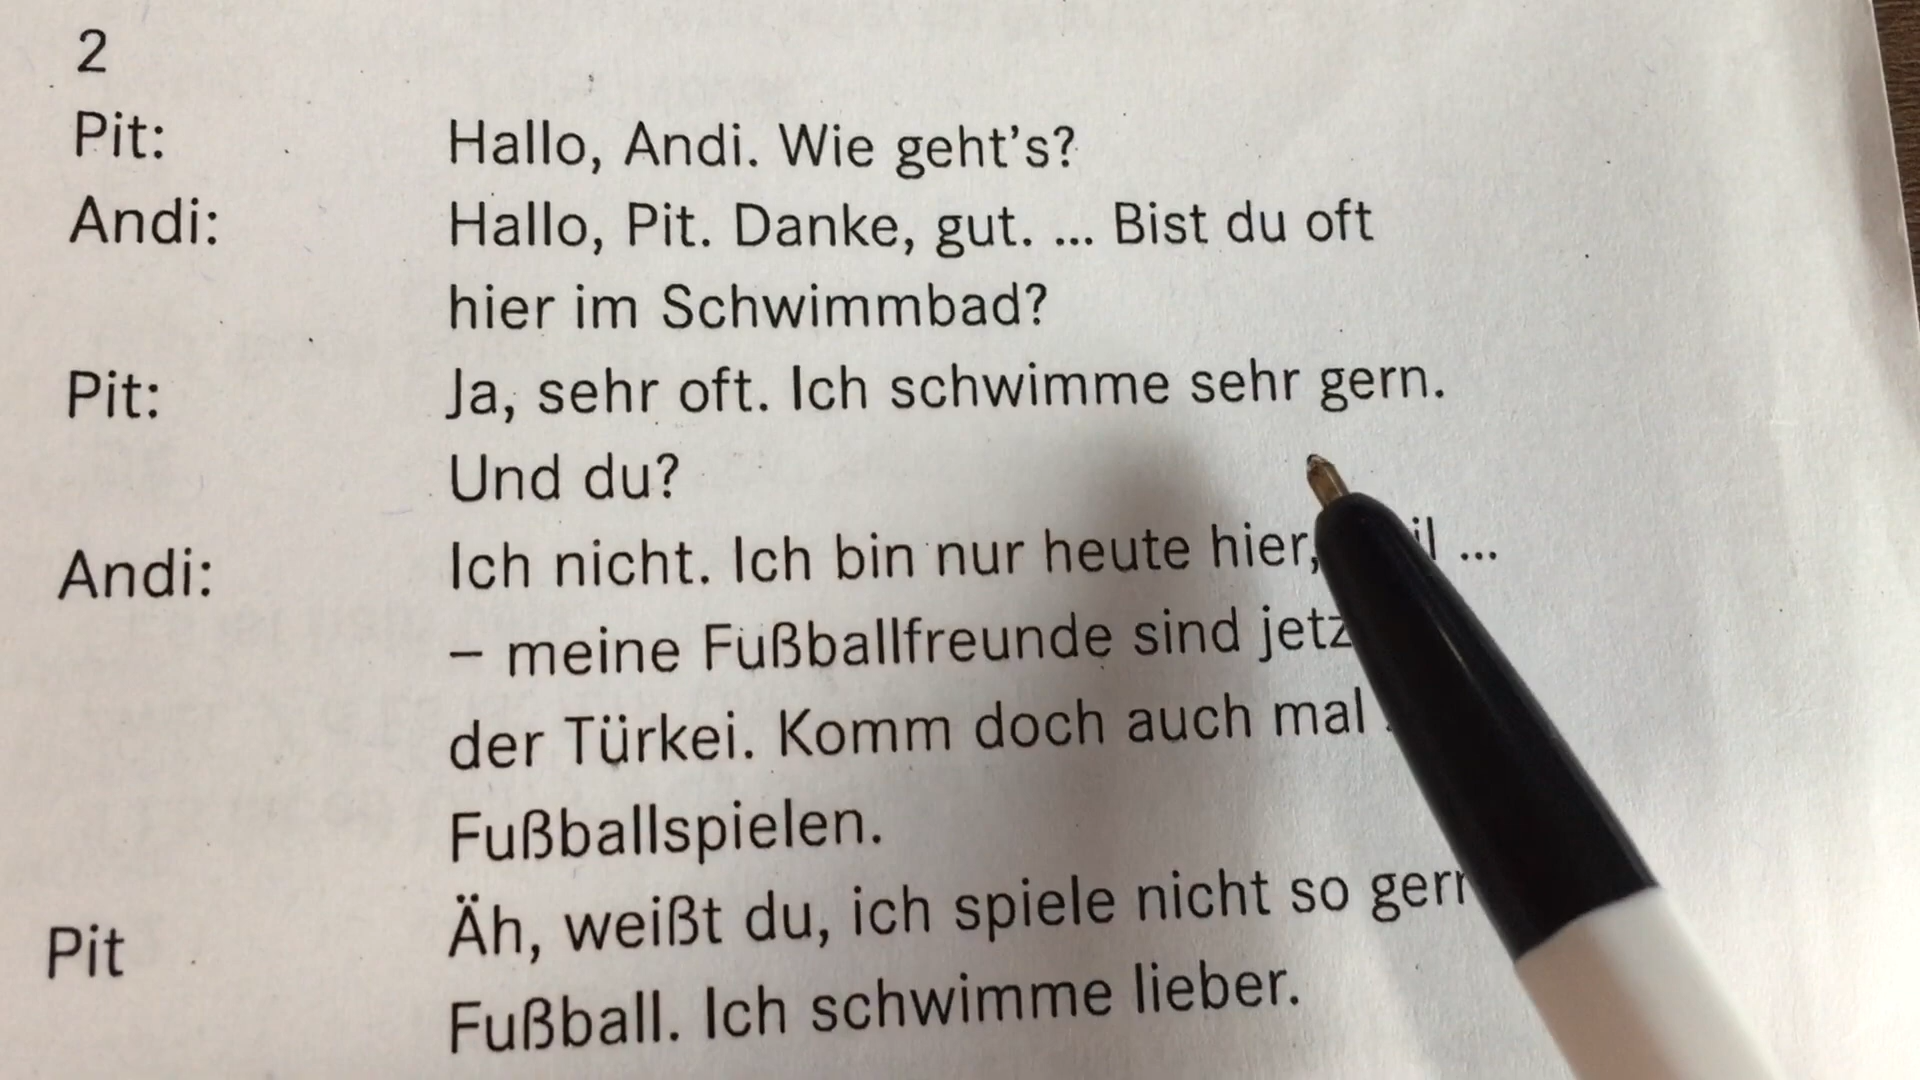 2
Pit: Hallo, Andi. Wie geht's?
Andi: Hallo, Pit. Danke, gut. ... Bist du oft
hier im Schwimmbad?
Pit: Ja, sehr oft. Ich schwimme sehr gern.
Und du?
Andi: Ich nicht. Ich bin nur heute hier, ...
– meine Fußballfreunde sind
der Türkei. Komm doch auch mal
Fußballspielen.
Pit Äh, weißt du, ich spiele nicht so
Fußball. Ich schwimme lieber.